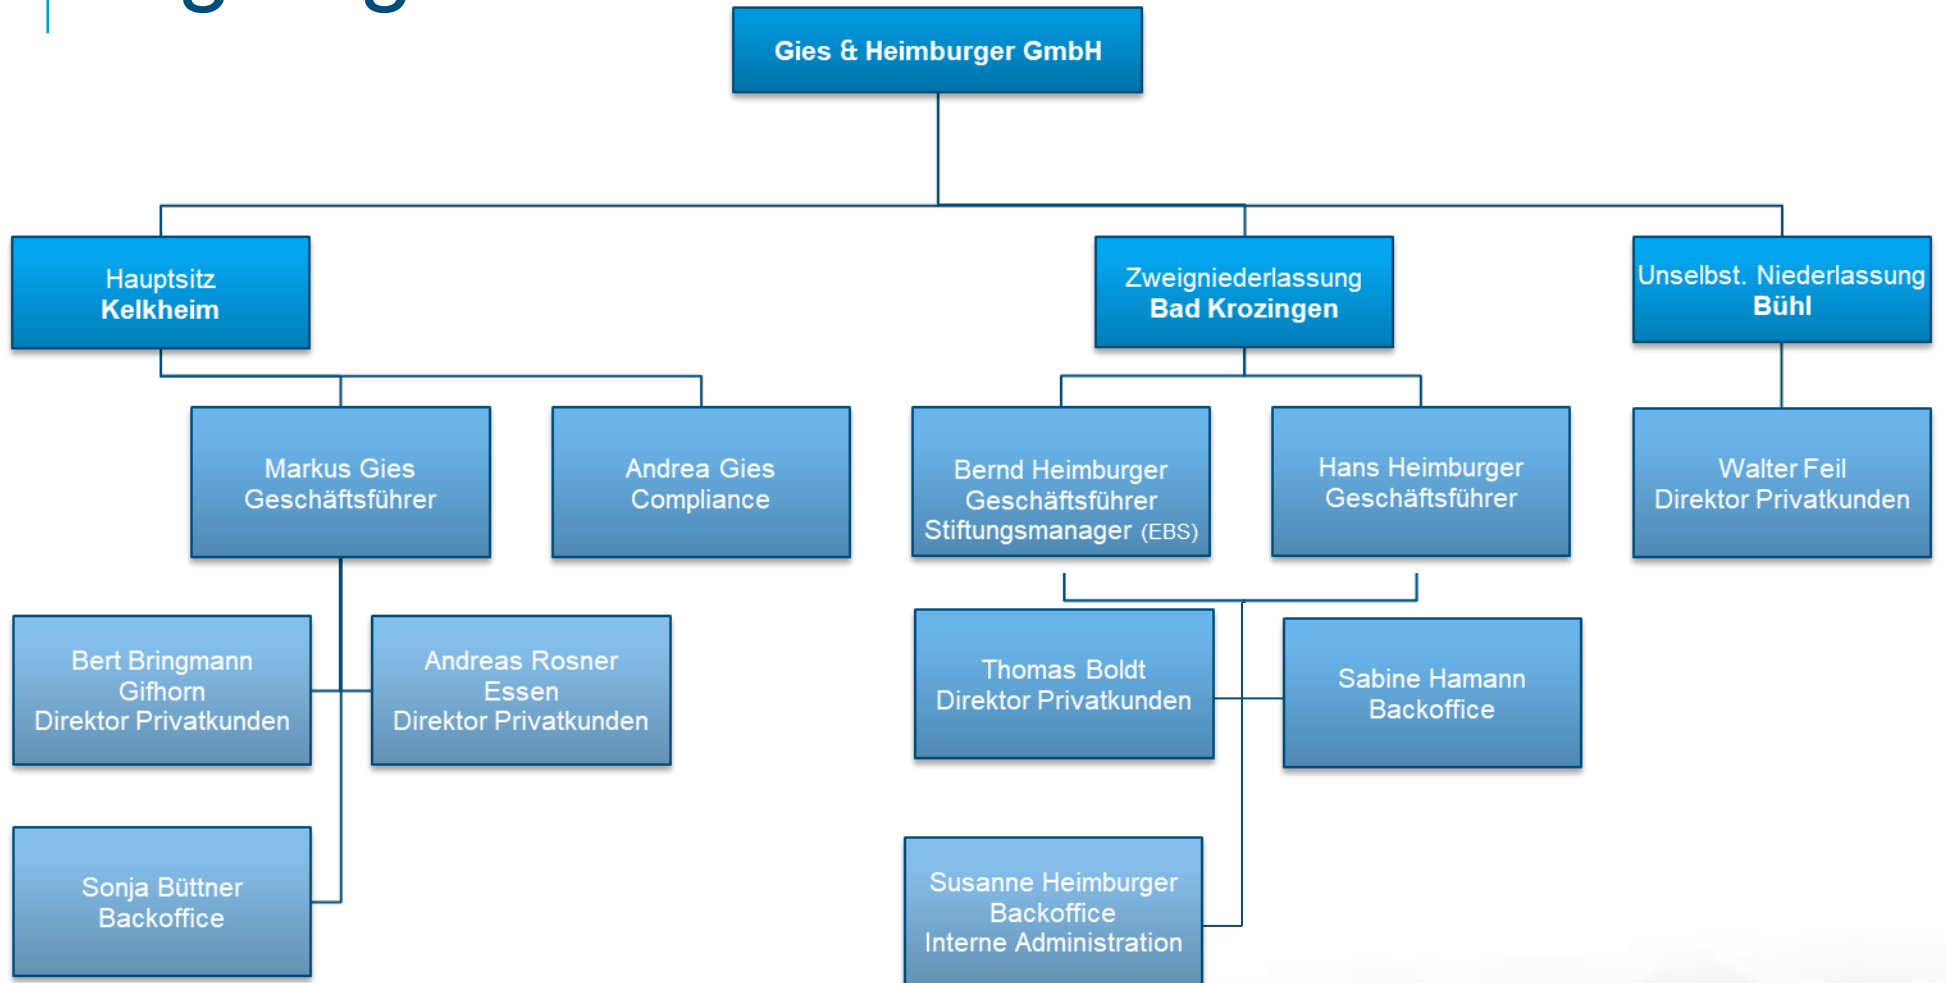 Gies & Heimburger GmbH
Hauptsitz
Kelkheim
Zweigniederlassung
Bad Krozingen
Unselbst. Niederlassung
Bühl
Markus Gies
Geschäftsführer
Andrea Gies
Compliance
Bernd Heimburger
Geschäftsführer
Stiftungsmanager (EBS)
Hans Heimburger
Geschäftsführer
Walter Feil
Direktor Privatkunden
Bert Bringmann
Gifhorn
Direktor Privatkunden
Andreas Rosner
Essen
Direktor Privatkunden
Thomas Boldt
Direktor Privatkunden
Sabine Hamann
Backoffice
Sonja Büttner
Backoffice
Susanne Heimburger
Backoffice
Interne Administration